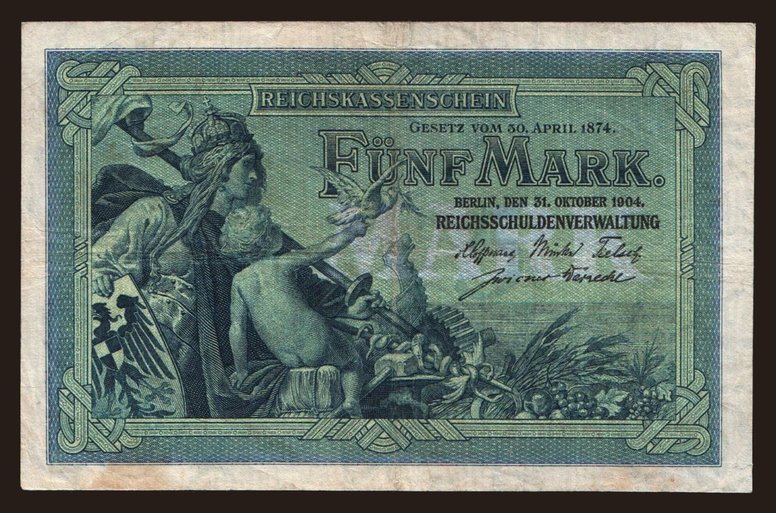 REICHSKASSENSCHEIN
GESETZ VOM 30. APRIL 1874.
FÜNF MARK.
BERLIN, DEN 31. OKTOBER 1904.
REICHSSCHULDENVERWALTUNG